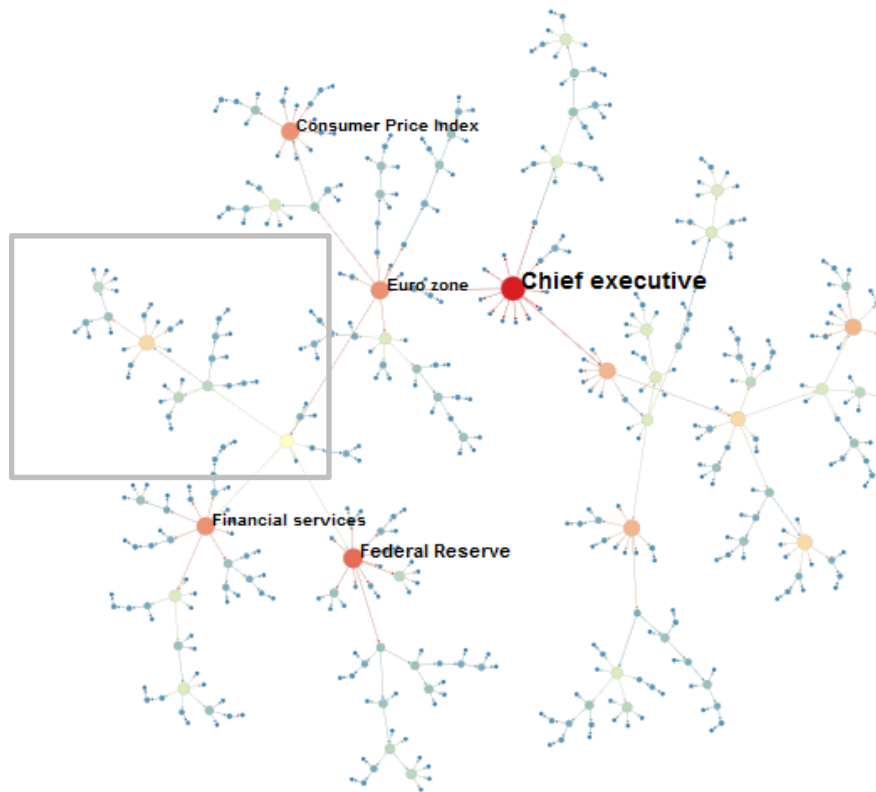 Consumer Price Index
Euro zone
Chief executive
Financial services
Federal Reserve